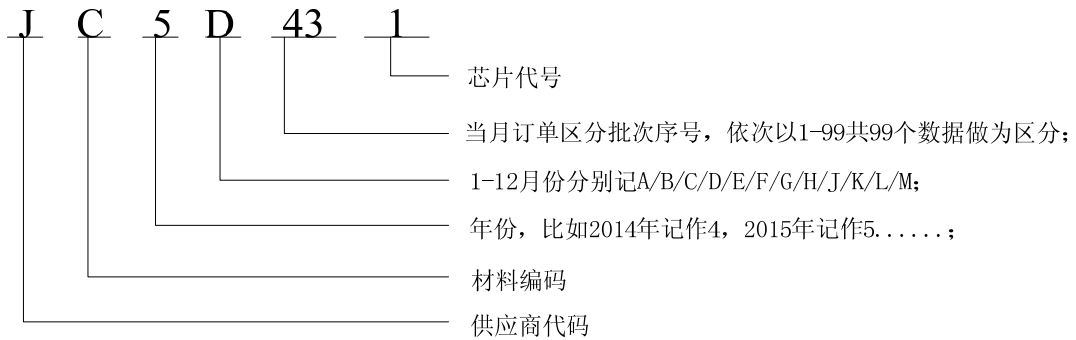 J C 5 D 43 1
芯片代号
当月订单区分批次序号，依次以1-99共99个数据做为区分；
1-12月份分别记A/B/C/D/E/F/G/H/J/K/L/M；
年份，比如2014年记作4，2015年记作5......；
材料编码
供应商代码